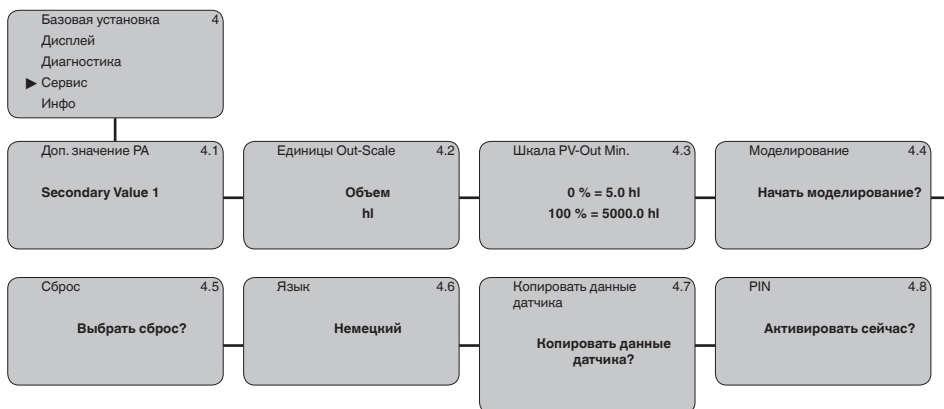 Базовая установка 4
Дисплей
Диагностика
▶ Сервис
Инфо
Доп. значение PA 4.1
Secondary Value 1
Единицы Out-Scale 4.2
Объем
hl
Шкала PV-Out Min. 4.3
0 % = 5.0 hl
100 % = 5000.0 hl
Моделирование 4.4
Начать моделирование?
Сброс 4.5
Выбрать сброс?
Язык 4.6
Немецкий
Копировать данные 4.7
датчика
Копировать данные
датчика?
PIN 4.8
Активировать сейчас?